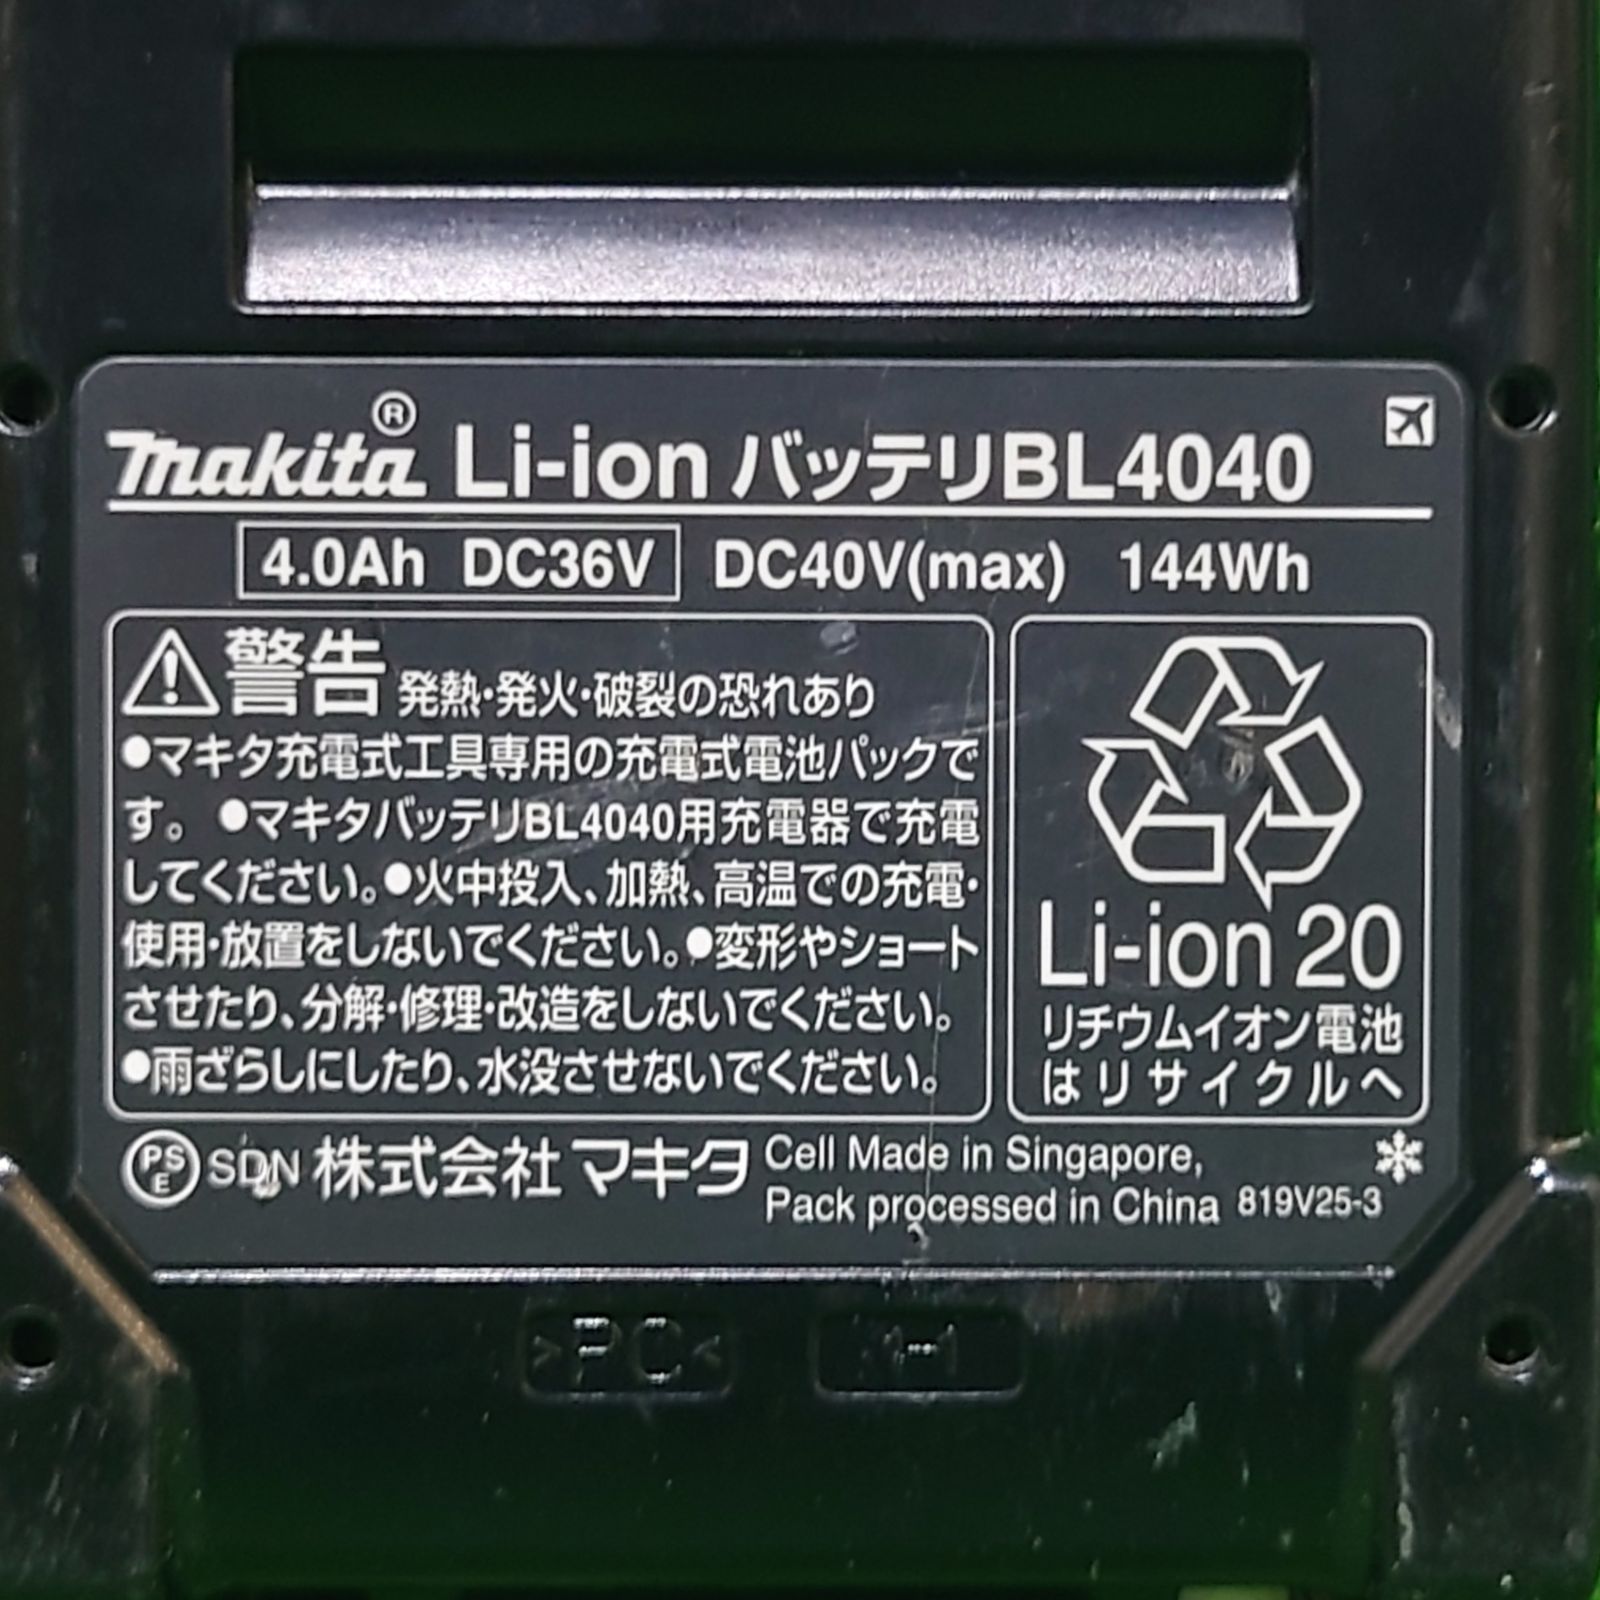 makita® Li-ion バッテリBL4040
4.0Ah DC36V DC40V(max) 144Wh
警告 発熱・発火・破裂の恐れあり
●マキタ充電式工具専用の充電式電池パックで
す。 ●マキタバッテリBL4040用充電器で充電
してください。●火中投入、加熱、高温での充電・
使用・放置をしないでください。●変形やショート
させたり、分解・修理・改造をしないでください。
●雨ざらしにしたり、水没させないでください。
Li-ion 20
リチウムイオン電池
はリサイクルへ
PSE SDN 株式会社マキタ
Cell Made in Singapore,
Pack processed in China 819V25-3
>PC< 1-1